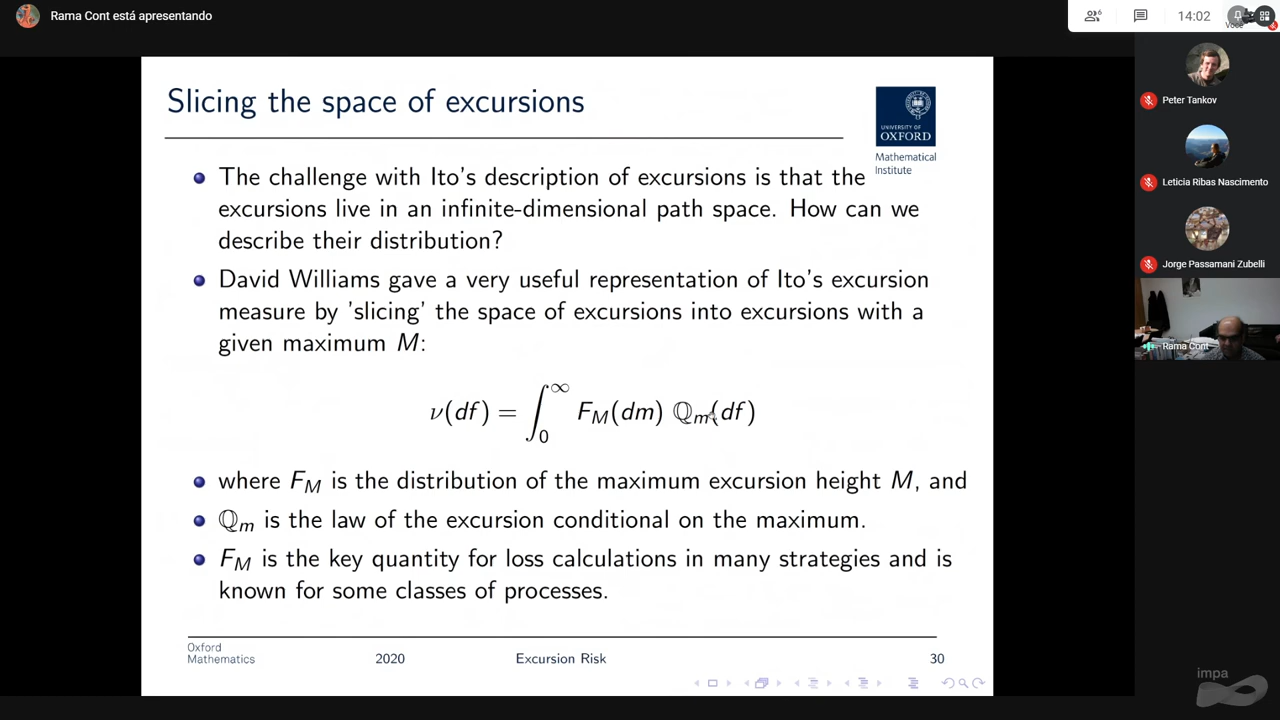 Rama Cont está apresentando
6
14:02
Você
Slicing the space of excursions
UNIVERSITY OF
OXFORD
Mathematical
Institute
The challenge with Ito's description of excursions is that the
excursions live in an infinite-dimensional path space. How can we
describe their distribution?
David Williams gave a very useful representation of Ito's excursion
measure by 'slicing' the space of excursions into excursions with a
given maximum M:
ν(df) = ∫₀^∞ F_M(dm) ℚ_m(df)
where F_M is the distribution of the maximum excursion height M, and
ℚ_m is the law of the excursion conditional on the maximum.
F_M is the key quantity for loss calculations in many strategies and is
known for some classes of processes.
Oxford
Mathematics
2020
Excursion Risk
30
Peter Tankov
Leticia Ribas Nascimento
Jorge Passamani Zubelli
Rama Cont
impa